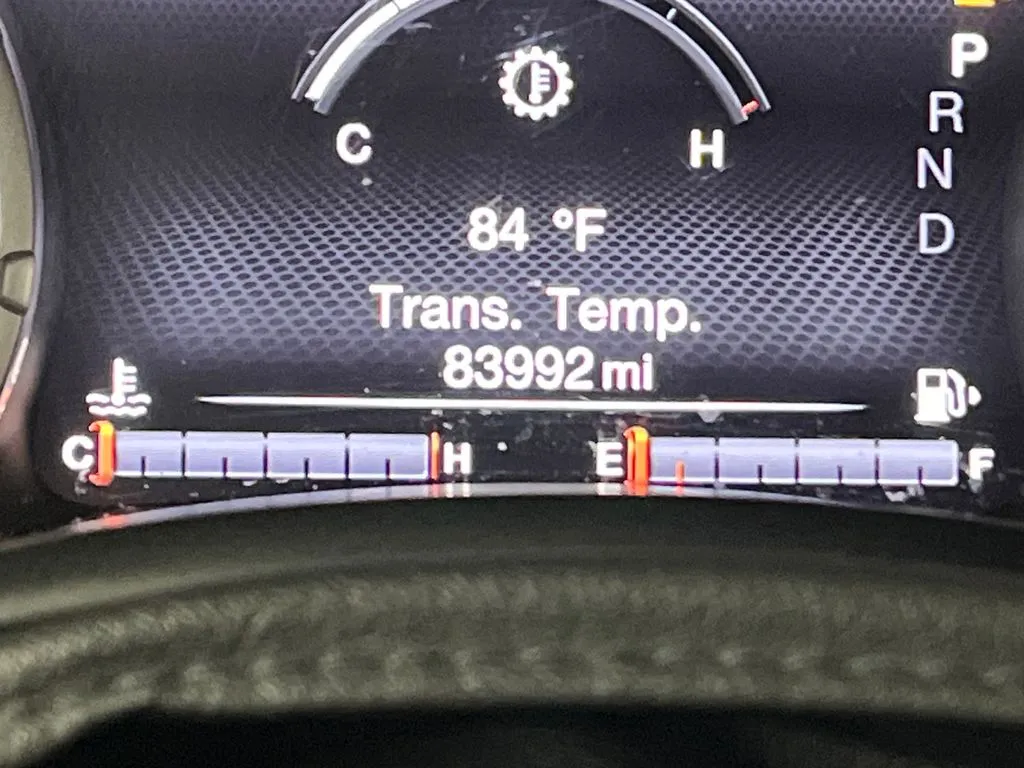 P
R
N
D
C H
84 °F
Trans. Temp.
83992 mi
C H E F